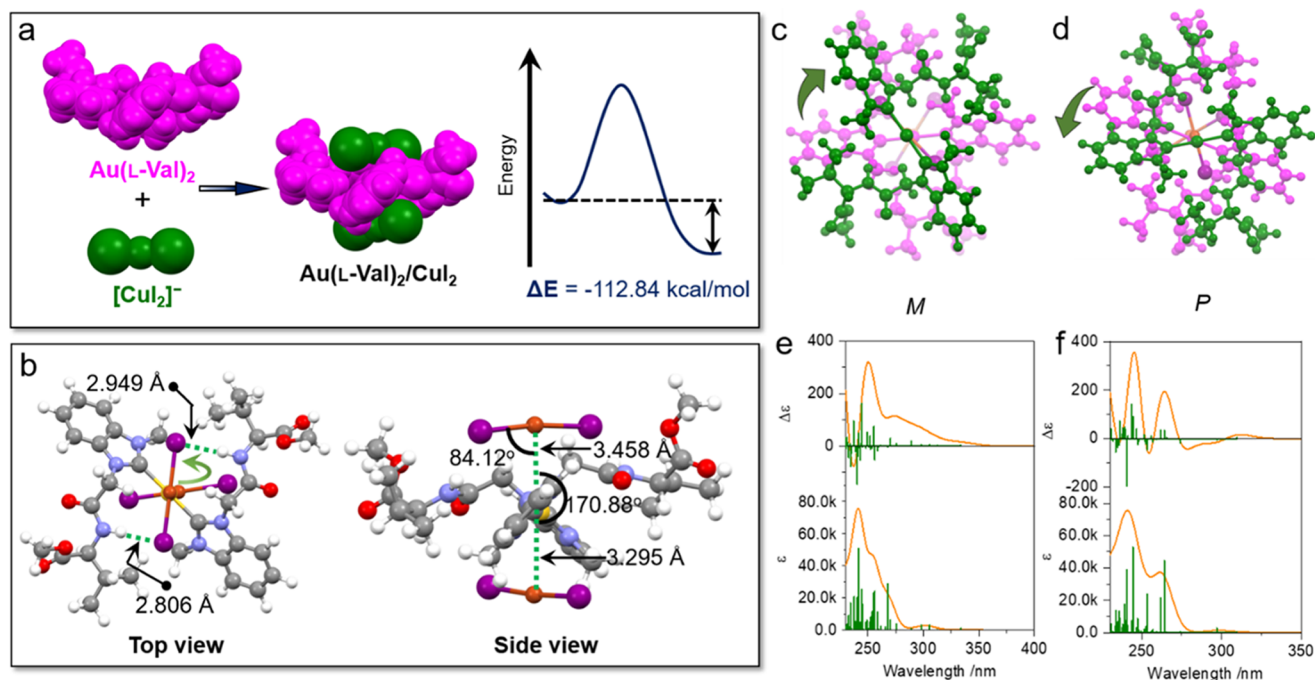 a
Au(L-Val)₂
+
[CuI₂]⁻
Au(L-Val)₂/CuI₂
Energy
ΔE = -112.84 kcal/mol
b
2.949 Å
2.806 Å
Top view
84.12º
3.458 Å
170.88º
3.295 Å
Side view
c
M
d
P
e
400
200
0
Δε
80.0k
60.0k
40.0k
20.0k
0.0
ε
250 300 350 400
Wavelength /nm
f
400
200
0
-200
Δε
80.0k
60.0k
40.0k
20.0k
0.0
ε
250 300 350
Wavelength /nm